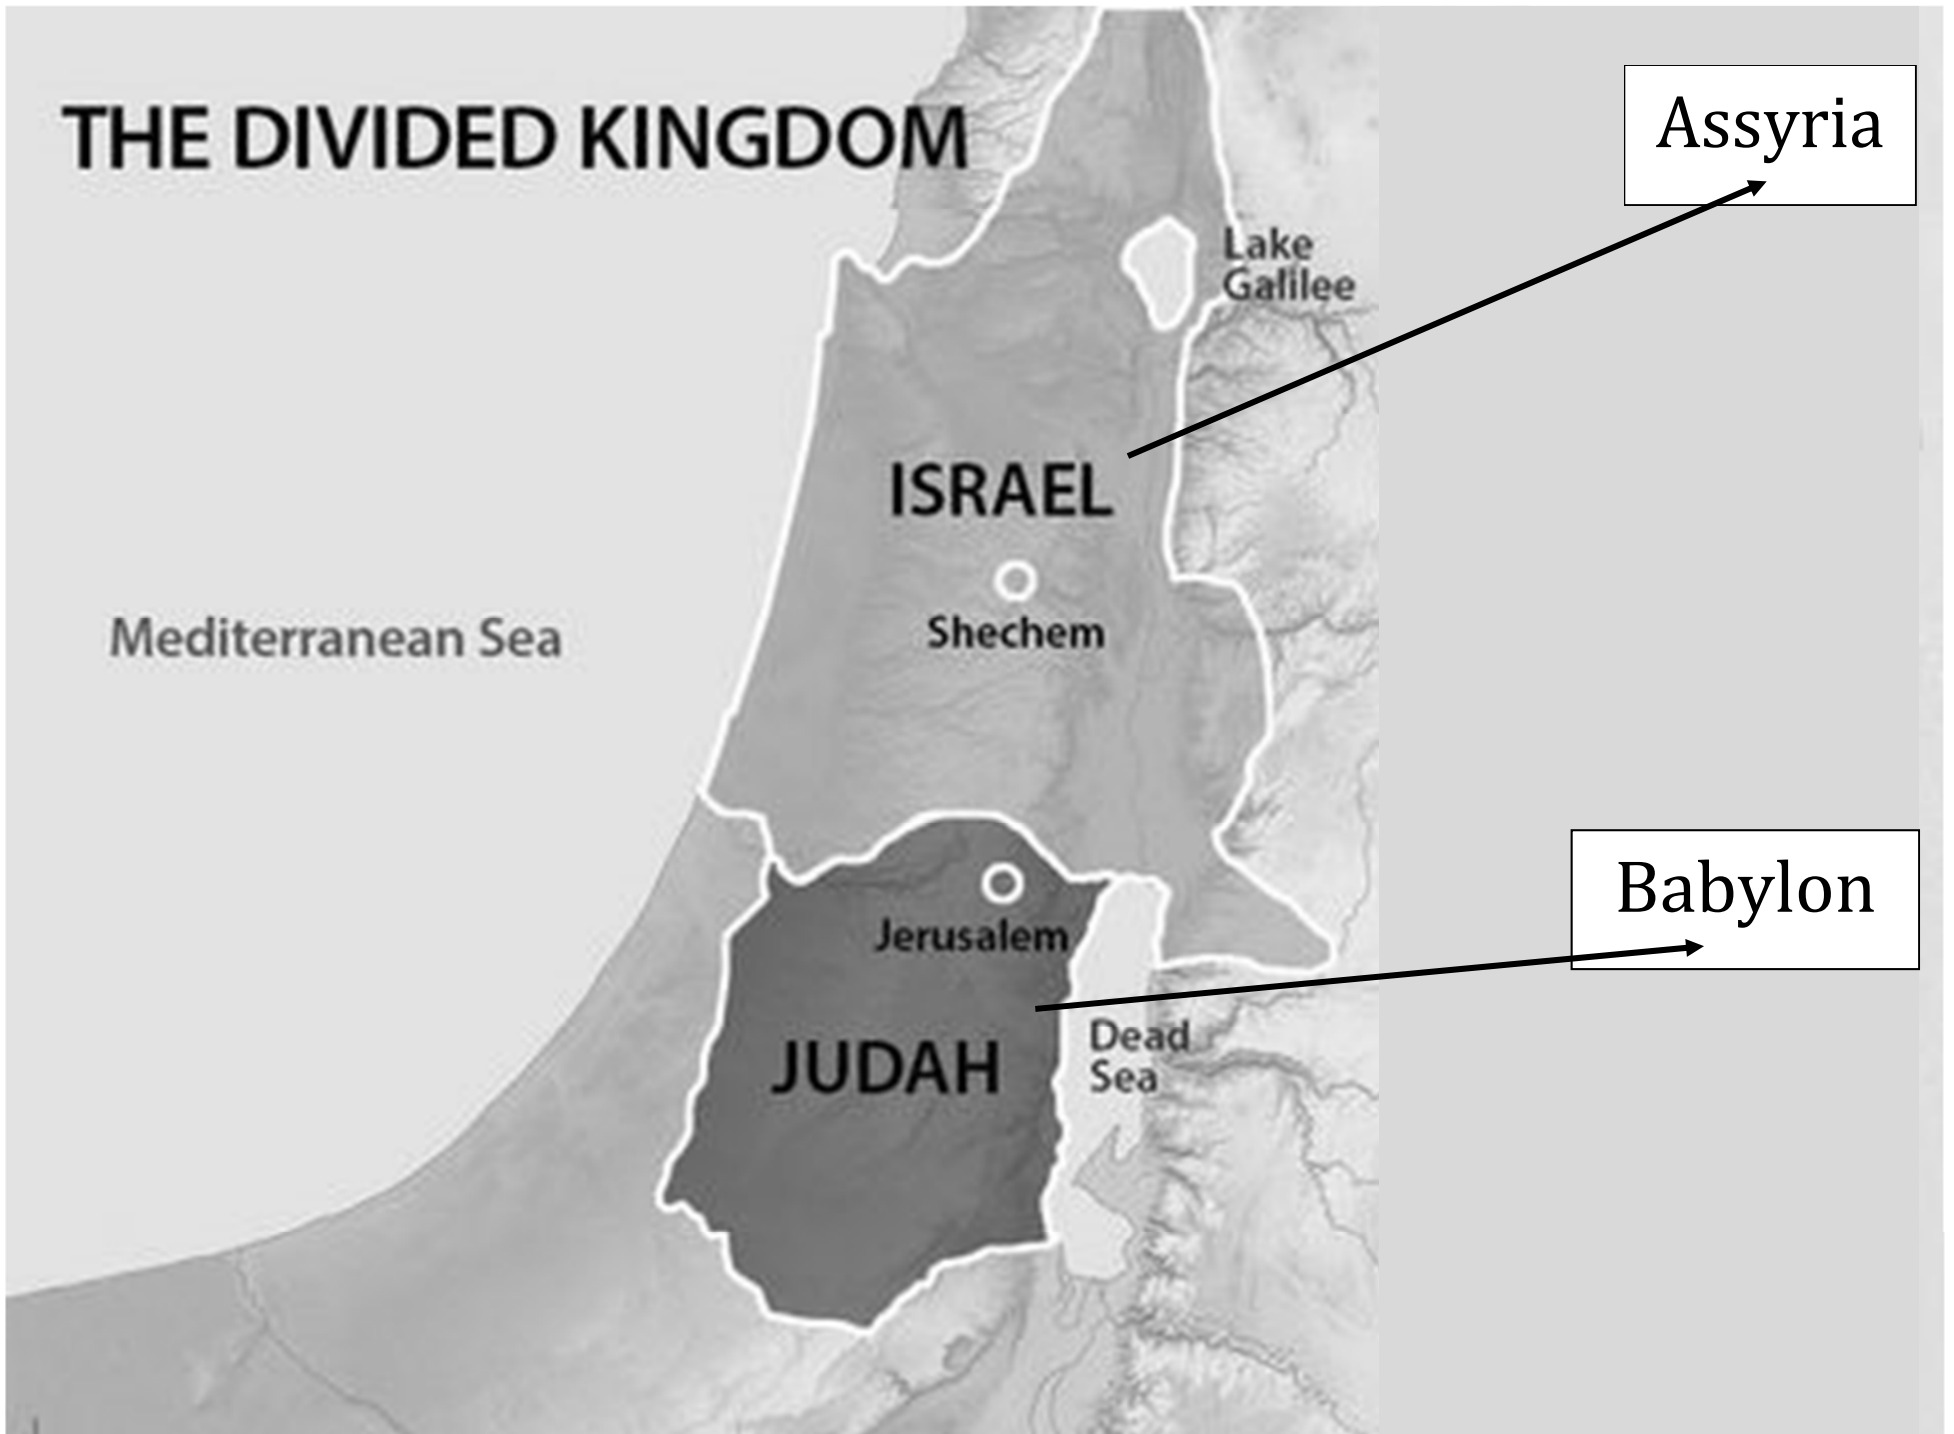 THE DIVIDED KINGDOM
Assyria
Lake
Galilee
ISRAEL
Shechem
Mediterranean Sea
Babylon
Jerusalem
JUDAH
Dead
Sea